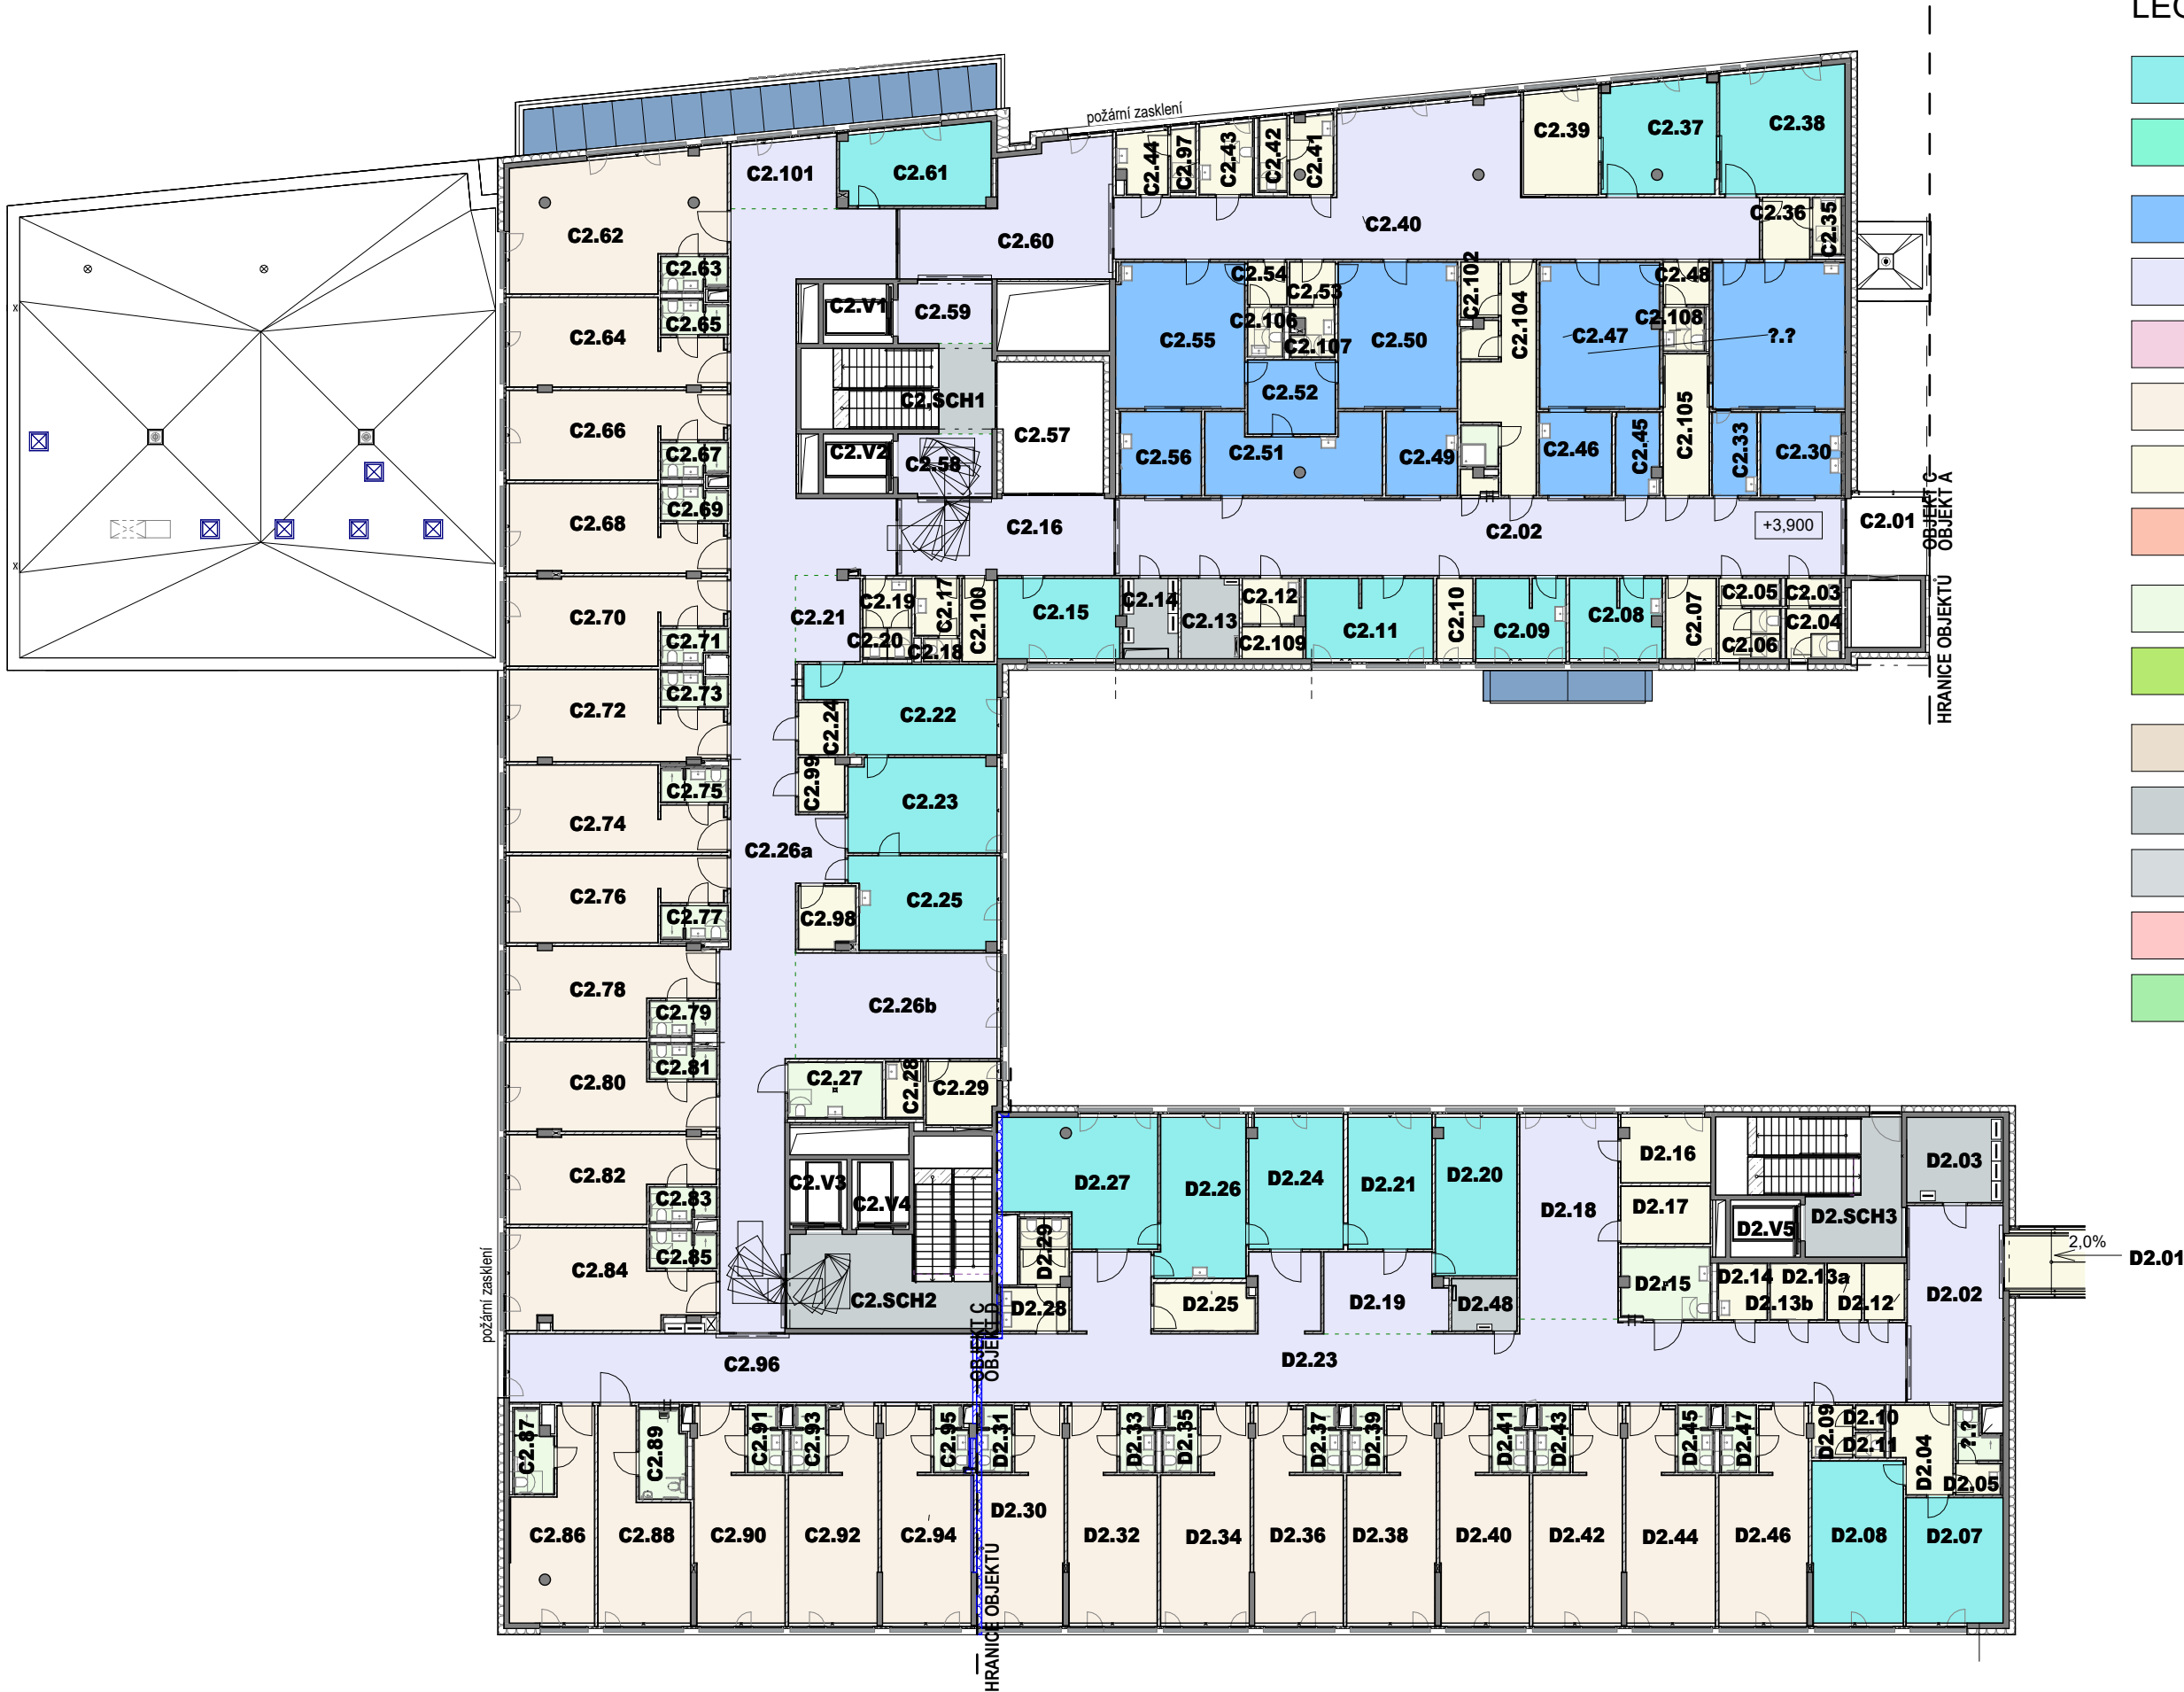 LEG
požární zasklení
C2.39
C2.37
C2.38
C2.44
C2.97
C2.43
C2.42
C2.41
C2.101
C2.61
C2.62
C2.60
C2.40
C2.36
C2.35
C2.63
C2.65
C2.64
C2.V1
C2.59
C2.54
C2.53
C2.102
C2.104
C2.48
C2.106
C2.107
C2.108
C2.55
C2.50
C2.47
?.?
C2.52
C2.SCH1
C2.66
C2.67
C2.57
C2.V2
C2.58
C2.56
C2.51
C2.49
C2.46
C2.45
C2.105
C2.33
C2.30
C2.68
C2.69
C2.16
C2.02
+3,900
C2.01
OBJEKT C
OBJEKT A
HRANICE OBJEKTŮ
C2.70
C2.71
C2.21
C2.19
C2.20
C2.17
C2.18
C2.100
C2.15
C2.14
C2.13
C2.12
C2.109
C2.11
C2.10
C2.09
C2.08
C2.07
C2.05
C2.06
C2.03
C2.04
C2.72
C2.73
C2.22
C2.24
C2.75
C2.74
C2.99
C2.23
C2.26a
C2.76
C2.77
C2.25
C2.98
C2.78
C2.79
C2.26b
C2.80
C2.81
C2.27
C2.28
C2.29
C2.82
C2.83
C2.V3
C2.V4
C2.84
C2.85
C2.SCH2
požární zasklení
D2.27
D2.26
D2.24
D2.21
D2.20
D2.18
D2.16
D2.17
D2.03
D2.SCH3
D2.V5
D2.29
D2.28
D2.25
D2.19
D2.48
D2.15
D2.14
D2.13a
D2.13b
D2.12
D2.02
2,0%
D2.01
C2.96
OBJEKT C
OBJEKT D
D2.23
C2.87
C2.89
C2.91
C2.93
C2.95
D2.31
D2.33
D2.35
D2.37
D2.39
D2.41
D2.43
D2.45
D2.47
D2.09
D2.10
D2.11
D2.04
?.?
D2.05
C2.86
C2.88
C2.90
C2.92
C2.94
D2.30
D2.32
D2.34
D2.36
D2.38
D2.40
D2.42
D2.44
D2.46
D2.08
D2.07
HRANICE OBJEKTŮ